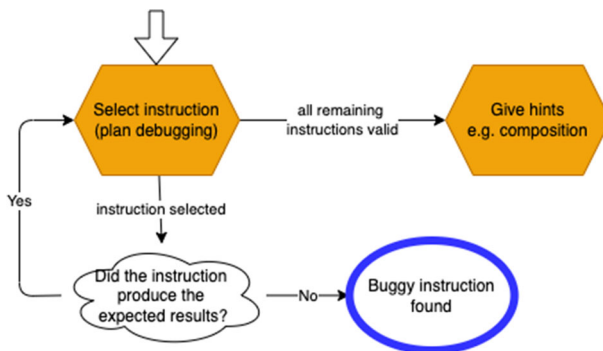 Select instruction
(plan debugging)
all remaining
instructions valid
Give hints
e.g. composition
Yes
instruction selected
Did the instruction
produce the
expected results?
No
Buggy instruction
found